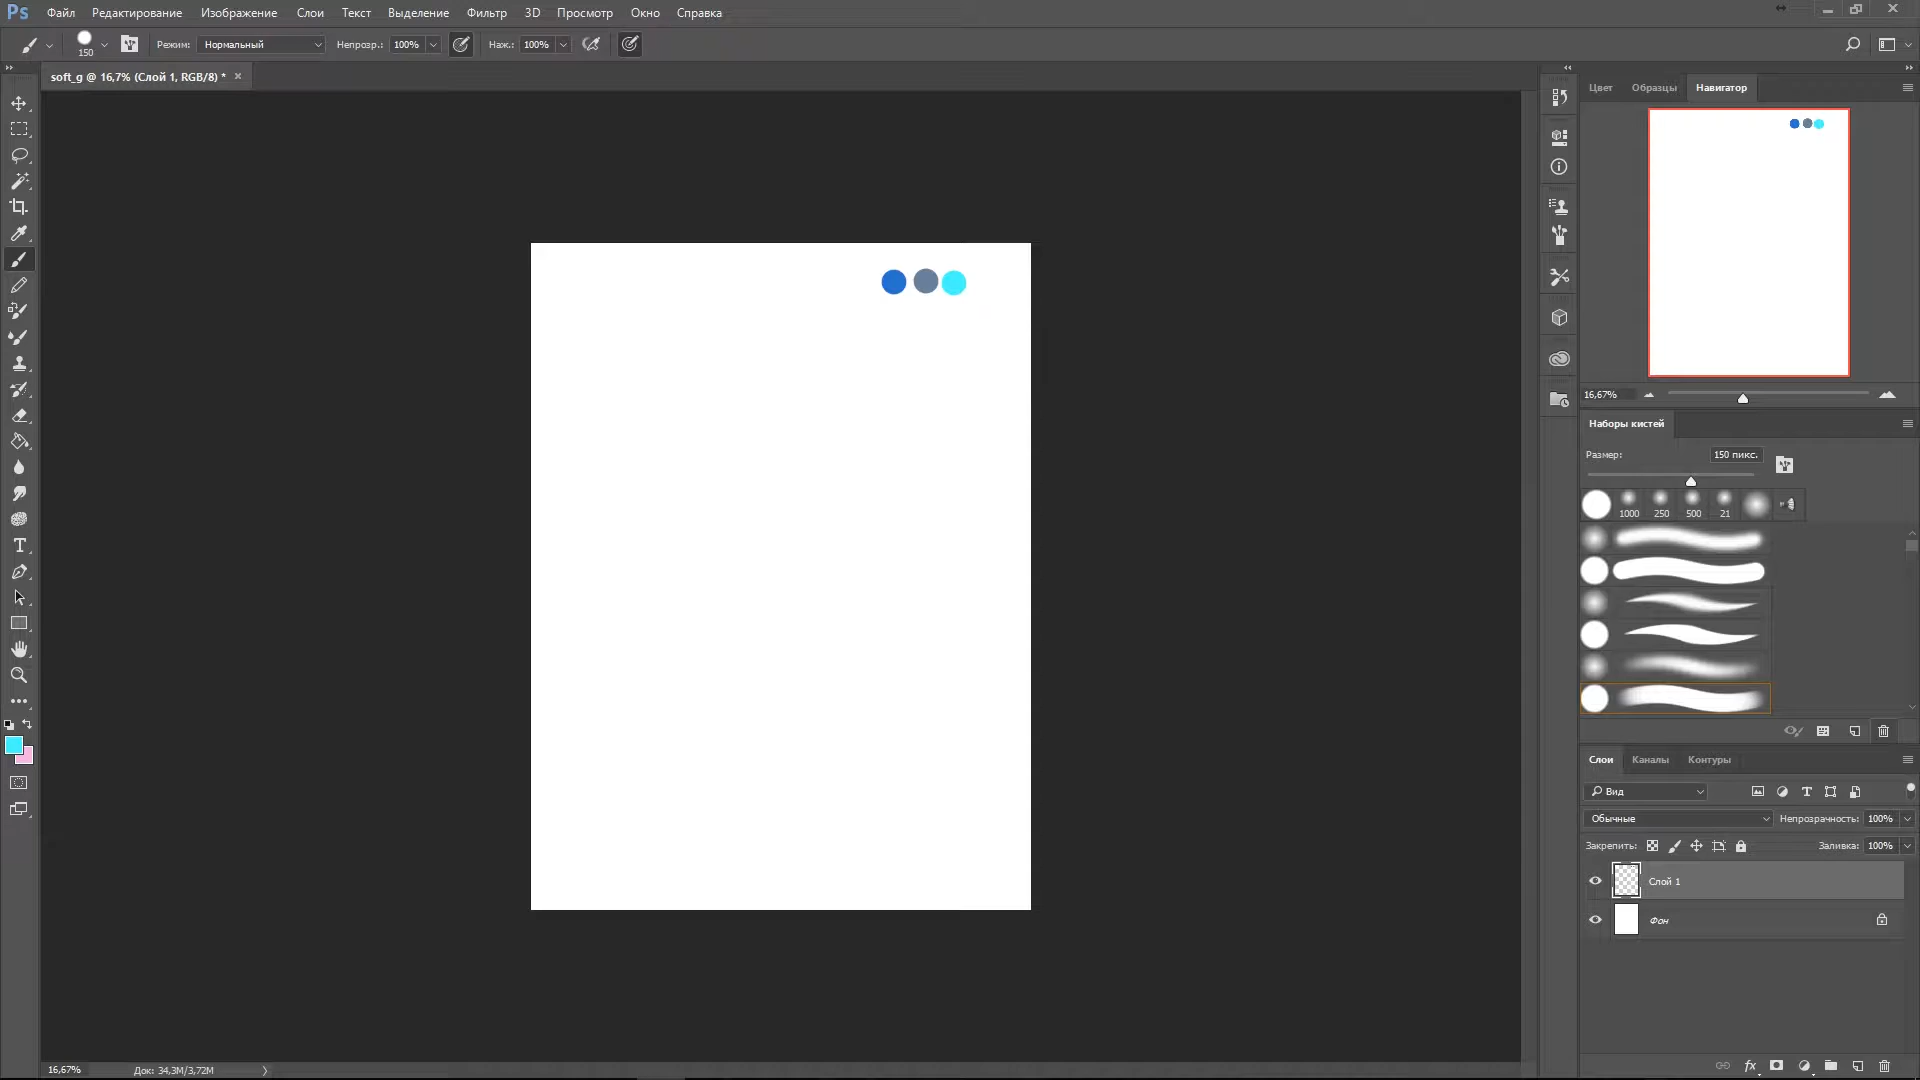 Ps Файл Редактирование Изображение Слои Текст Выделение Фильтр 3D Просмотр Окно Справка
150 Режим: Нормальный Непрозр.: 100% Наж.: 100%
soft_g @ 16,7% (Слой 1, RGB/8) * ×
Цвет Образцы Навигатор
16,67%
Наборы кистей
Размер: 150 пикс.
1000 250 500 21
Слои Каналы Контуры
Вид
Обычные Непрозрачность: 100%
Закрепить: Заливка: 100%
Слой 1
Фон
fx
16,67% Док: 34,3M/3,72M